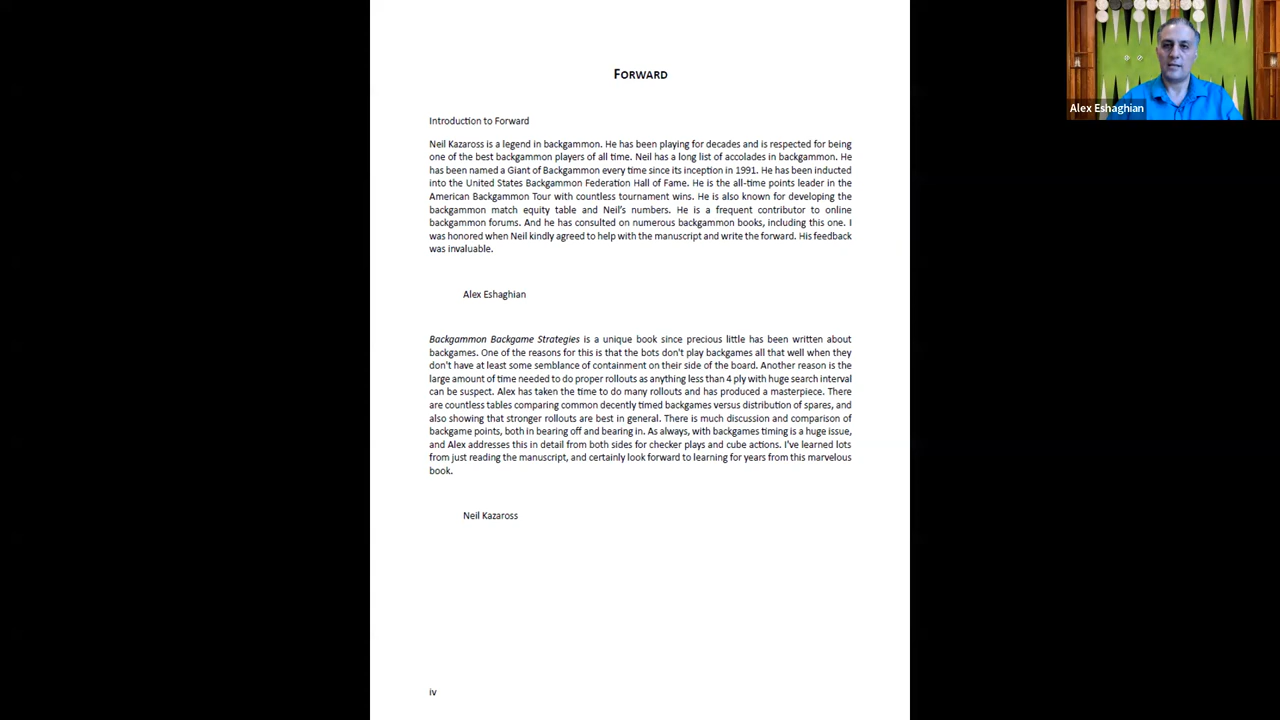 FORWARD
Introduction to Forward
Neil Kazaross is a legend in backgammon. He has been playing for decades and is respected for being
one of the best backgammon players of all time. Neil has a long list of accolades in backgammon. He
has been named a Giant of Backgammon every time since its inception in 1991. He has been inducted
into the United States Backgammon Federation Hall of Fame. He is the all-time points leader in the
American Backgammon Tour with countless tournament wins. He is also known for developing the
backgammon match equity table and Neil's numbers. He is a frequent contributor to online
backgammon forums. And he has consulted on numerous backgammon books, including this one. I
was honored when Neil kindly agreed to help with the manuscript and write the forward. His feedback
was invaluable.
Alex Eshaghian
Backgammon Backgame Strategies is a unique book since precious little has been written about
backgames. One of the reasons for this is that the bots don't play backgames all that well when they
don't have at least some semblance of containment on their side of the board. Another reason is the
large amount of time needed to do proper rollouts as anything less than 4 ply with huge search interval
can be suspect. Alex has taken the time to do many rollouts and has produced a masterpiece. There
are countless tables comparing common decently timed backgames versus distribution of spares, and
also showing that stronger rollouts are best in general. There is much discussion and comparison of
backgame points, both in bearing off and bearing in. As always, with backgames timing is a huge issue,
and Alex addresses this in detail from both sides for checker plays and cube actions. I've learned lots
from just reading the manuscript, and certainly look forward to learning for years from this marvelous
book.
Neil Kazaross
iv
Alex Eshaghian